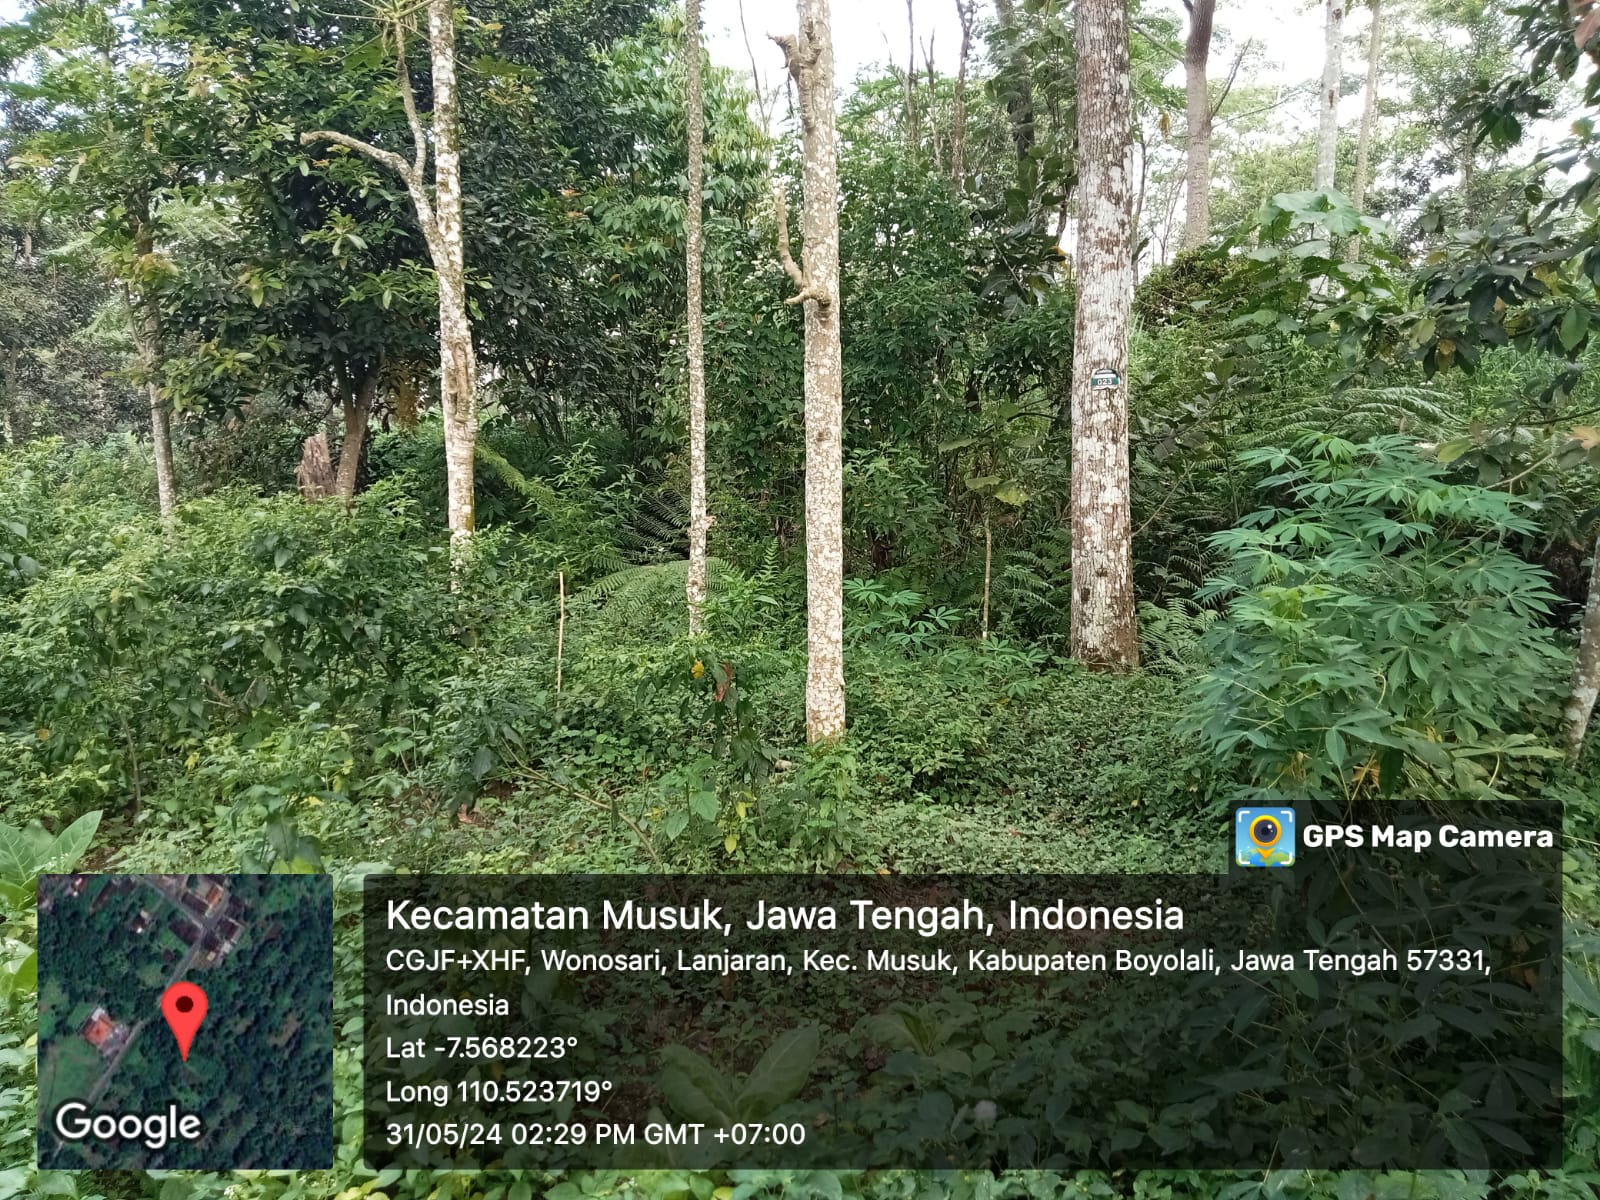 023
GPS Map Camera
Kecamatan Musuk, Jawa Tengah, Indonesia
CGJF+XHF, Wonosari, Lanjaran, Kec. Musuk, Kabupaten Boyolali, Jawa Tengah 57331,
Indonesia
Lat -7.568223°
Long 110.523719°
31/05/24 02:29 PM GMT +07:00
Google